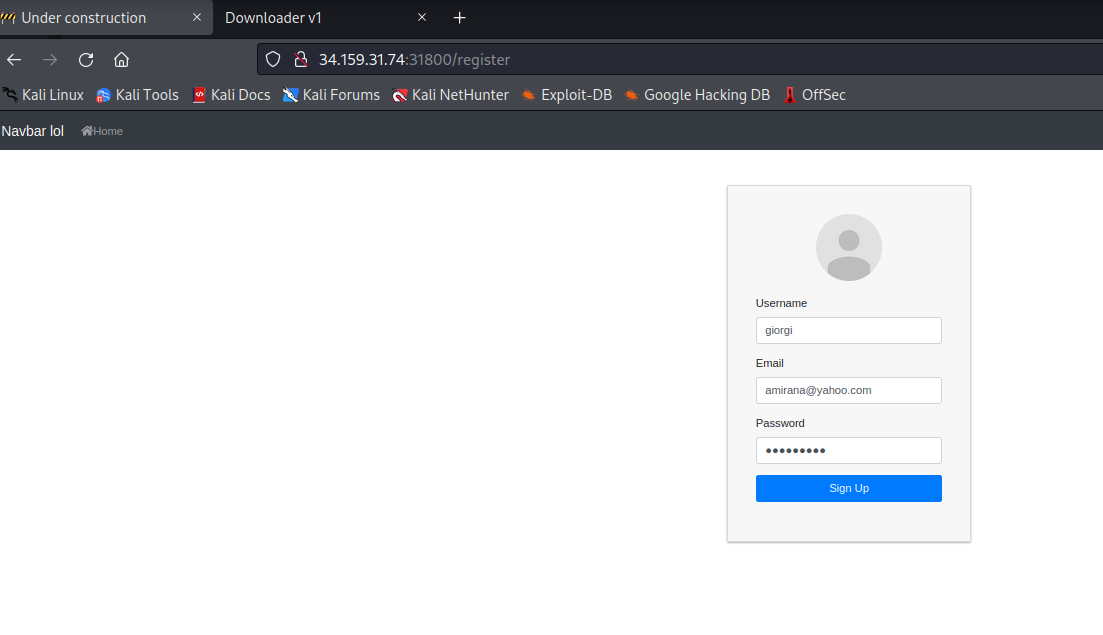 Under construction
Downloader v1
34.159.31.74:31800/register
Kali Linux Kali Tools Kali Docs Kali Forums Kali NetHunter Exploit-DB Google Hacking DB OffSec
Navbar lol Home
Username
giorgi
Email
amirana@yahoo.com
Password
●●●●●●●●●
Sign Up